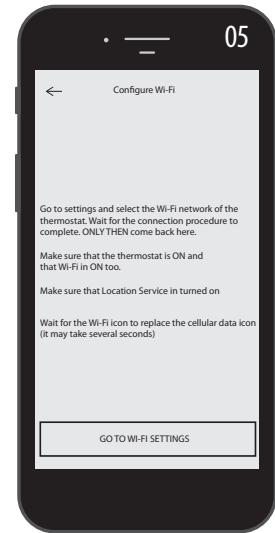 05
Configure Wi-Fi
Go to settings and select the Wi-Fi network of the
thermostat. Wait for the connection procedure to
complete. ONLY THEN come back here.
Make sure that the thermostat is ON and
that Wi-Fi in ON too.
Make sure that Location Service in turned on
Wait for the Wi-Fi icon to replace the cellular data icon
(it may take several seconds)
GO TO WI-FI SETTINGS